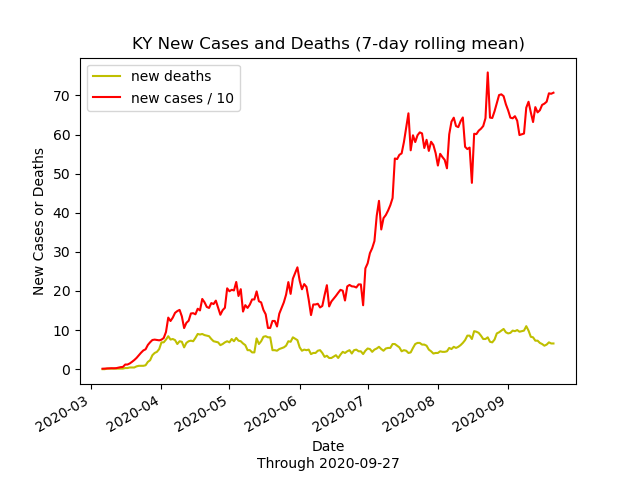 KY New Cases and Deaths (7-day rolling mean)
new deaths
new cases / 10
New Cases or Deaths
70
60
50
40
30
20
10
0
2020-03
2020-04
2020-05
2020-06
2020-07
2020-08
2020-09
Date
Through 2020-09-27